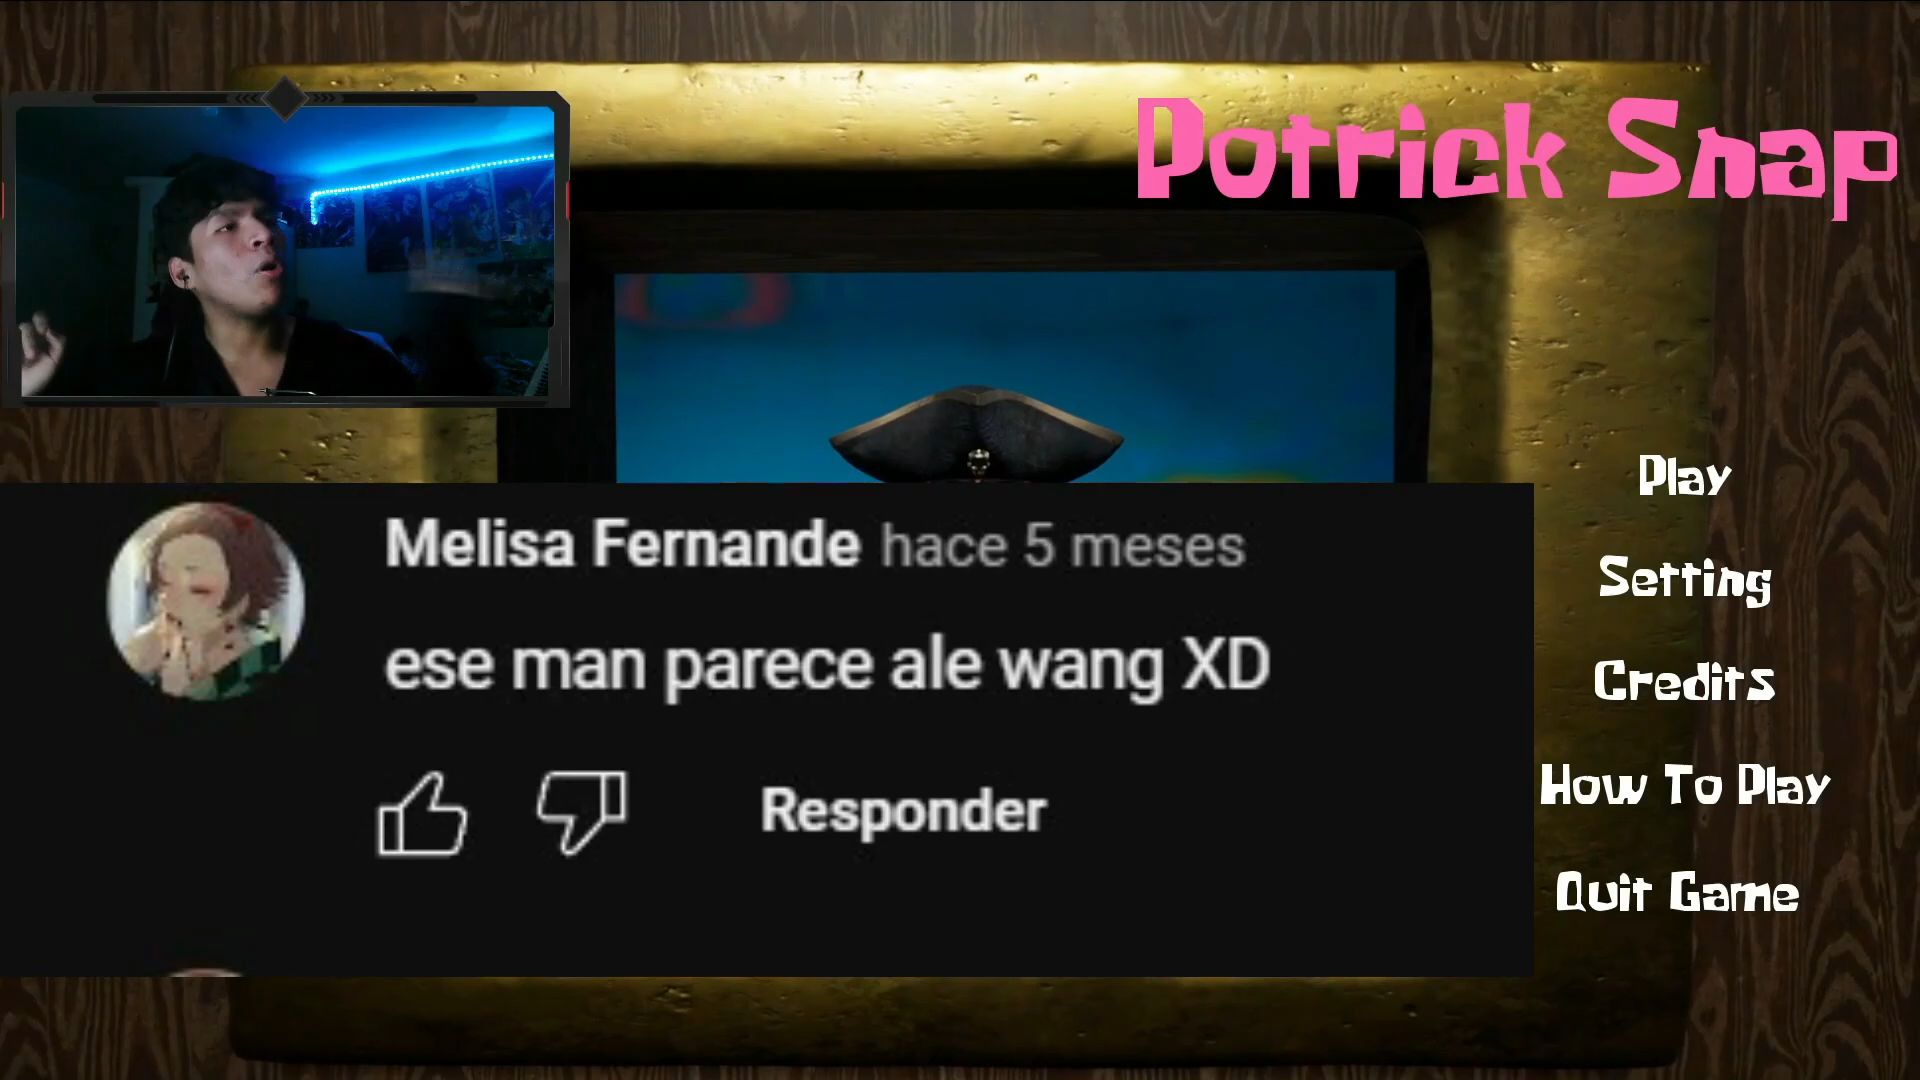 Potrick Snap
Play
Setting
Credits
How To Play
Quit Game
Melisa Fernande hace 5 meses
ese man parece ale wang XD
Responder